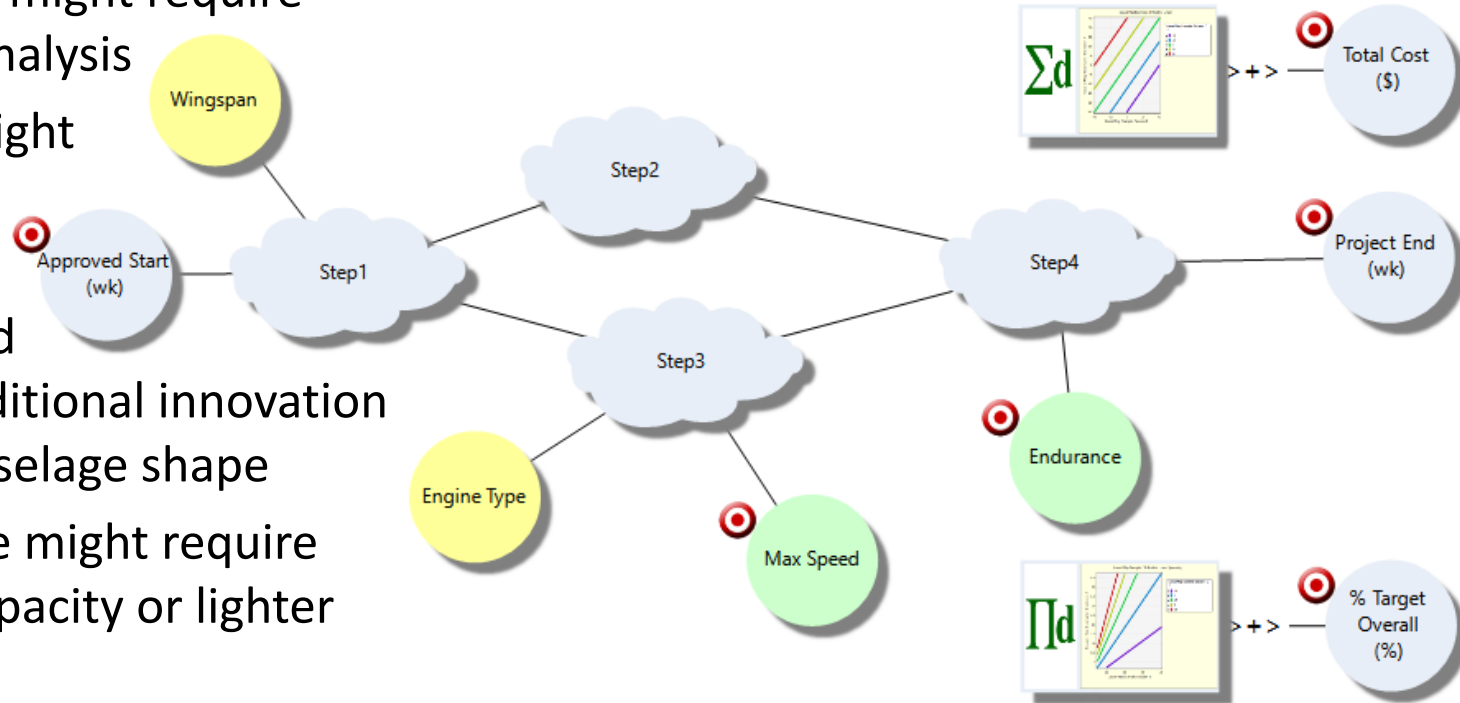 might require
nalysis
ight
d
ditional innovation
selage shape
e might require
pacity or lighter
Wingspan
Approved Start
(wk)
Step1
Step2
Step3
Step4
Engine Type
Max Speed
Endurance
∑d
>+>
Total Cost
($)
Project End
(wk)
∏d
>+>
% Target
Overall
(%)